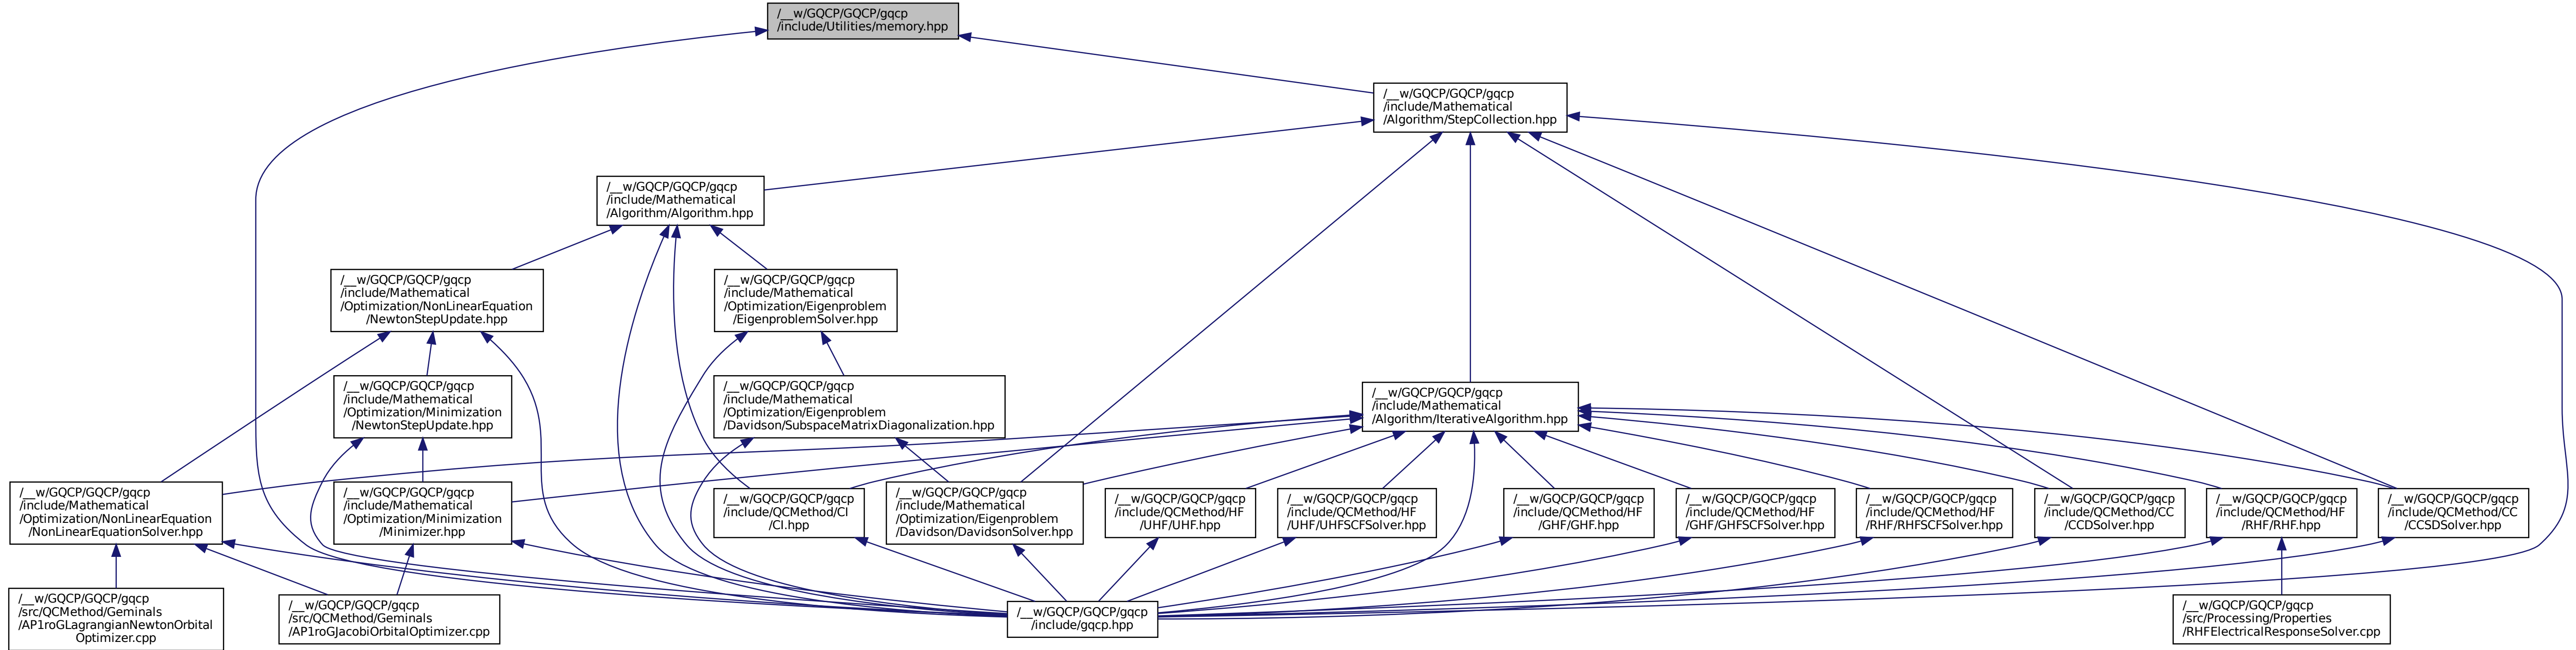 /__w/GQCP/GQCP/gqcp
/include/Utilities/memory.hpp
/__w/GQCP/GQCP/gqcp
/include/Mathematical
/Algorithm/StepCollection.hpp
/__w/GQCP/GQCP/gqcp
/include/Mathematical
/Algorithm/Algorithm.hpp
/__w/GQCP/GQCP/gqcp
/include/Mathematical
/Optimization/NonLinearEquation
/NewtonStepUpdate.hpp
/__w/GQCP/GQCP/gqcp
/include/Mathematical
/Optimization/Eigenproblem
/EigenproblemSolver.hpp
/__w/GQCP/GQCP/gqcp
/include/Mathematical
/Optimization/Minimization
/NewtonStepUpdate.hpp
/__w/GQCP/GQCP/gqcp
/include/Mathematical
/Optimization/Eigenproblem
/Davidson/SubspaceMatrixDiagonalization.hpp
/__w/GQCP/GQCP/gqcp
/include/Mathematical
/Algorithm/IterativeAlgorithm.hpp
/__w/GQCP/GQCP/gqcp
/include/Mathematical
/Optimization/NonLinearEquation
/NonLinearEquationSolver.hpp
/__w/GQCP/GQCP/gqcp
/include/Mathematical
/Optimization/Minimization
/Minimizer.hpp
/__w/GQCP/GQCP/gqcp
/include/QCMethod/CI
/CI.hpp
/__w/GQCP/GQCP/gqcp
/include/Mathematical
/Optimization/Eigenproblem
/Davidson/DavidsonSolver.hpp
/__w/GQCP/GQCP/gqcp
/include/QCMethod/HF
/UHF/UHF.hpp
/__w/GQCP/GQCP/gqcp
/include/QCMethod/HF
/UHF/UHFSCFSolver.hpp
/__w/GQCP/GQCP/gqcp
/include/QCMethod/HF
/GHF/GHF.hpp
/__w/GQCP/GQCP/gqcp
/include/QCMethod/HF
/GHF/GHFSCFSolver.hpp
/__w/GQCP/GQCP/gqcp
/include/QCMethod/HF
/RHF/RHFSCFSolver.hpp
/__w/GQCP/GQCP/gqcp
/include/QCMethod/CC
/CCDSolver.hpp
/__w/GQCP/GQCP/gqcp
/include/QCMethod/HF
/RHF/RHF.hpp
/__w/GQCP/GQCP/gqcp
/include/QCMethod/CC
/CCSDSolver.hpp
/__w/GQCP/GQCP/gqcp
/src/QCMethod/Geminals
/AP1roGLagrangianNewtonOrbital
Optimizer.cpp
/__w/GQCP/GQCP/gqcp
/src/QCMethod/Geminals
/AP1roGJacobiOrbitalOptimizer.cpp
/__w/GQCP/GQCP/gqcp
/include/gqcp.hpp
/__w/GQCP/GQCP/gqcp
/src/Processing/Properties
/RHFElectricalResponseSolver.cpp